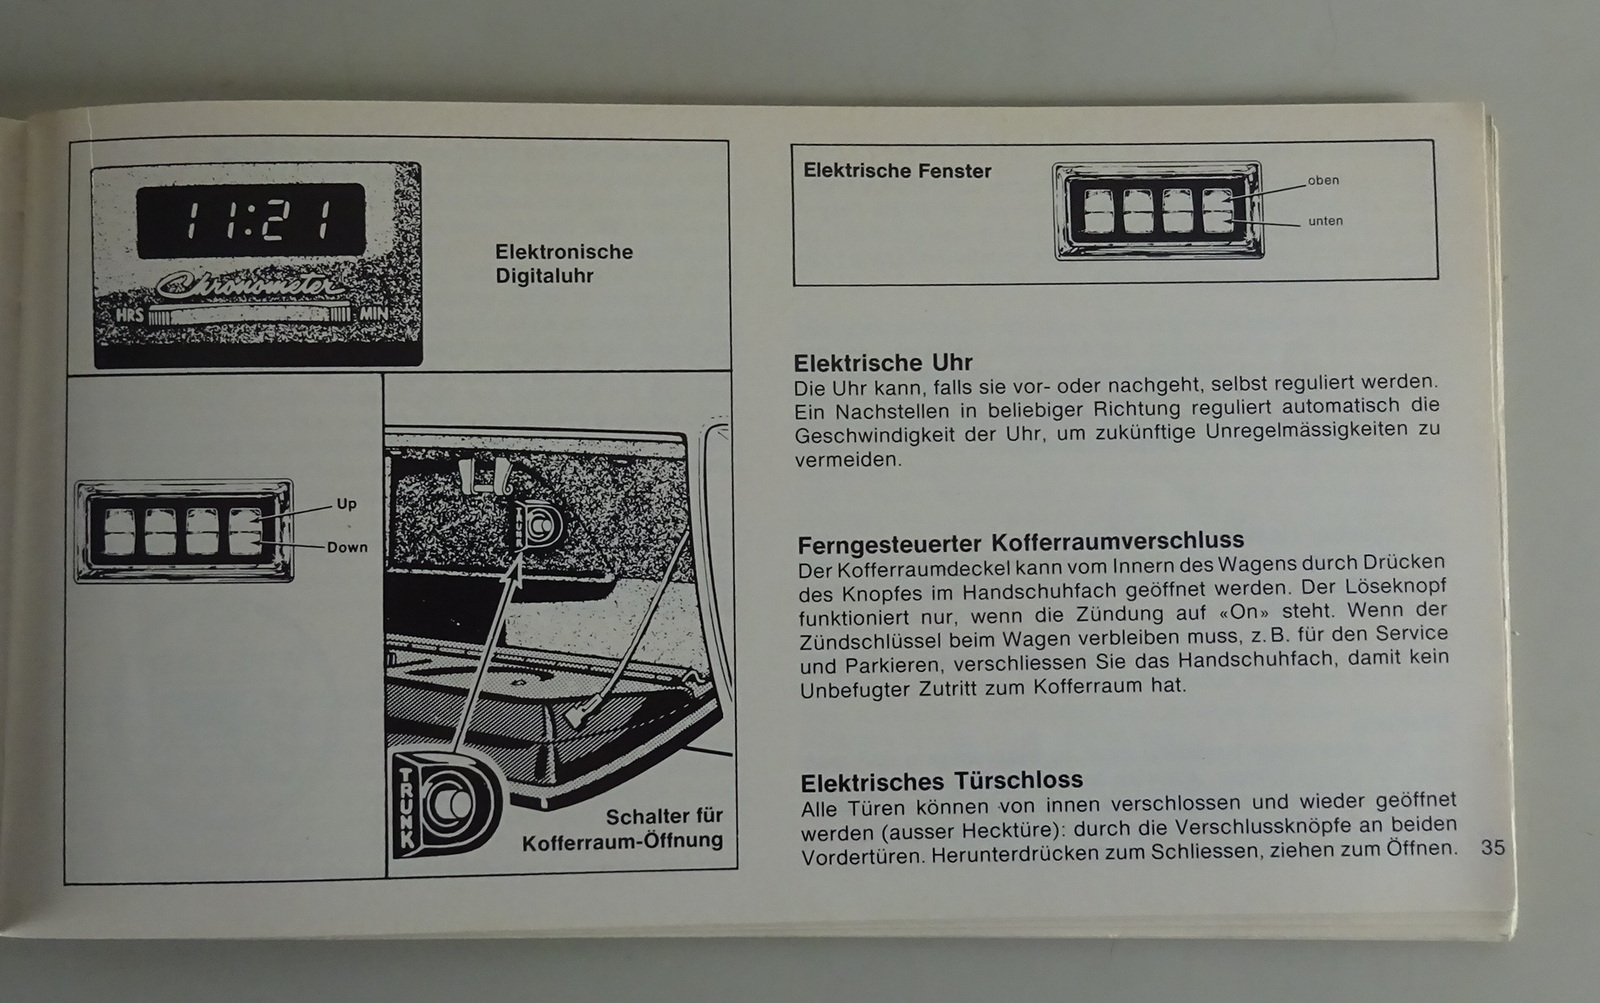 11:21
Chronometer
HRS MIN
Elektronische
Digitaluhr
Up
Down
TRUNK
TRUNK
Schalter für
Kofferraum-Öffnung
Elektrische Fenster
oben
unten
Elektrische Uhr
Die Uhr kann, falls sie vor- oder nachgeht, selbst reguliert werden.
Ein Nachstellen in beliebiger Richtung reguliert automatisch die
Geschwindigkeit der Uhr, um zukünftige Unregelmässigkeiten zu
vermeiden.
Ferngesteuerter Kofferraumverschluss
Der Kofferraumdeckel kann vom Innern des Wagens durch Drücken
des Knopfes im Handschuhfach geöffnet werden. Der Löseknopf
funktioniert nur, wenn die Zündung auf «On» steht. Wenn der
Zündschlüssel beim Wagen verbleiben muss, z.B. für den Service
und Parkieren, verschliessen Sie das Handschuhfach, damit kein
Unbefugter Zutritt zum Kofferraum hat.
Elektrisches Türschloss
Alle Türen können von innen verschlossen und wieder geöffnet
werden (ausser Hecktüre): durch die Verschlussknöpfe an beiden
Vordertüren. Herunterdrücken zum Schliessen, ziehen zum Öffnen.
35